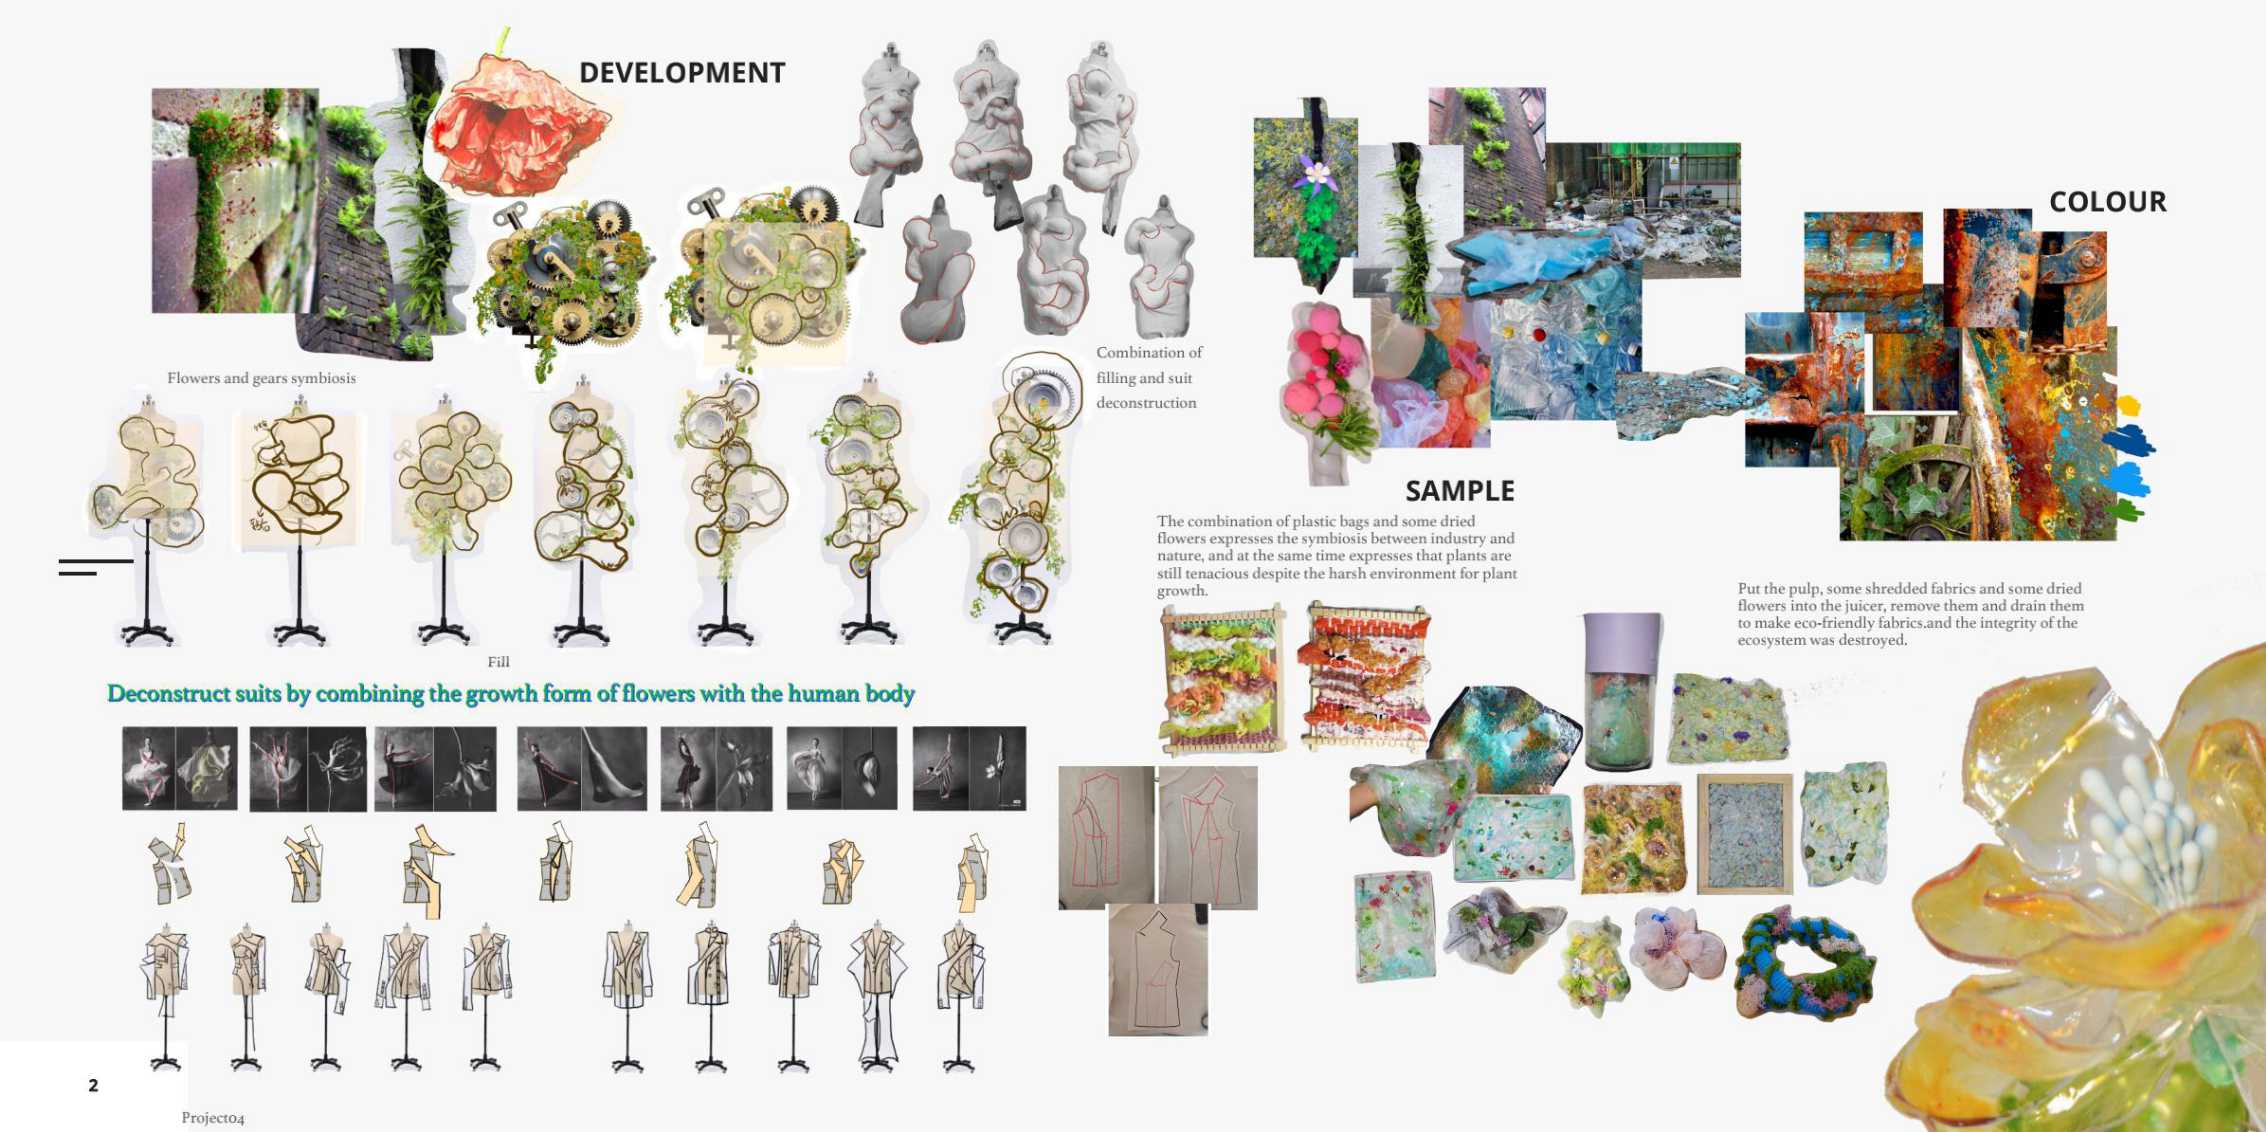 DEVELOPMENT
Flowers and gears symbiosis
Combination of
filling and suit
deconstruction
Fill
Deconstruct suits by combining the growth form of flowers with the human body
COLOUR
SAMPLE
The combination of plastic bags and some dried
flowers expresses the symbiosis between industry and
nature, and at the same time expresses that plants are
still tenacious despite the harsh environment for plant
growth.
Put the pulp, some shredded fabrics and some dried
flowers into the juicer, remove them and drain them
to make eco-friendly fabrics.and the integrity of the
ecosystem was destroyed.
2
Project04